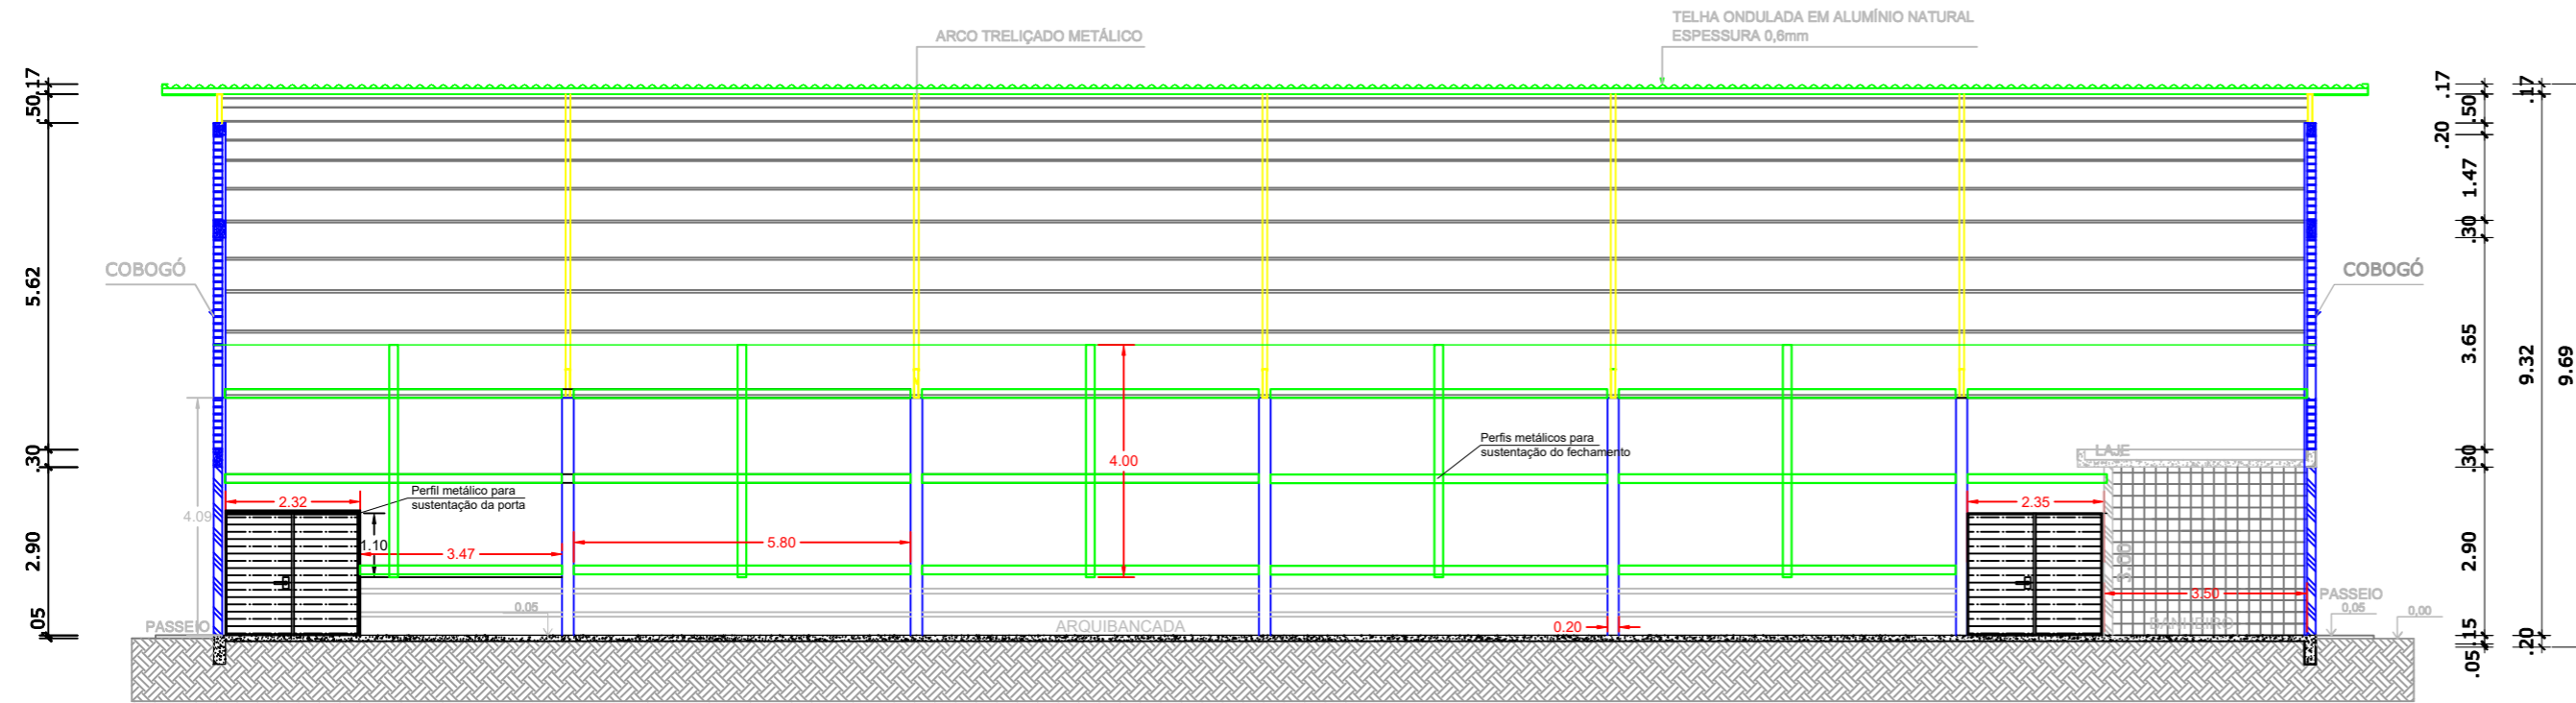 TELHA ONDULADA EM ALUMÍNIO NATURAL
ESPESSURA 0,6mm
ARCO TRELIÇADO METÁLICO
.17
.50
5.62
.30
2.90
.05
COBOGÓ
4.09
PASSEIO
2.32
Perfil metálico para
sustentação da porta
1.10
3.47
5.80
0.05
4.00
ARQUIBANCADA
Perfis metálicos para
sustentação do fechamento
0.20
LAJE
2.35
3.00
3.50
BANHEIRO
COBOGÓ
PASSEIO
0,05
0,00
.17
.50
.20
1.47
.30
3.65
.30
2.90
.15
.05
.17
9.32
.20
9.69